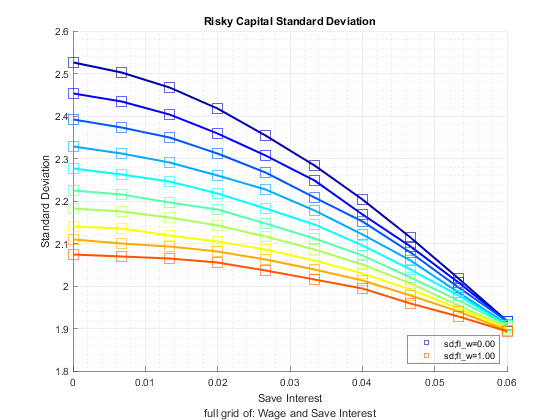 Risky Capital Standard Deviation
2.6
2.5
2.4
2.3
2.2
2.1
2
1.9
1.8
Standard Deviation
sd;fl_w=0.00
sd;fl_w=1.00
0 0.01 0.02 0.03 0.04 0.05 0.06
Save Interest
full grid of: Wage and Save Interest